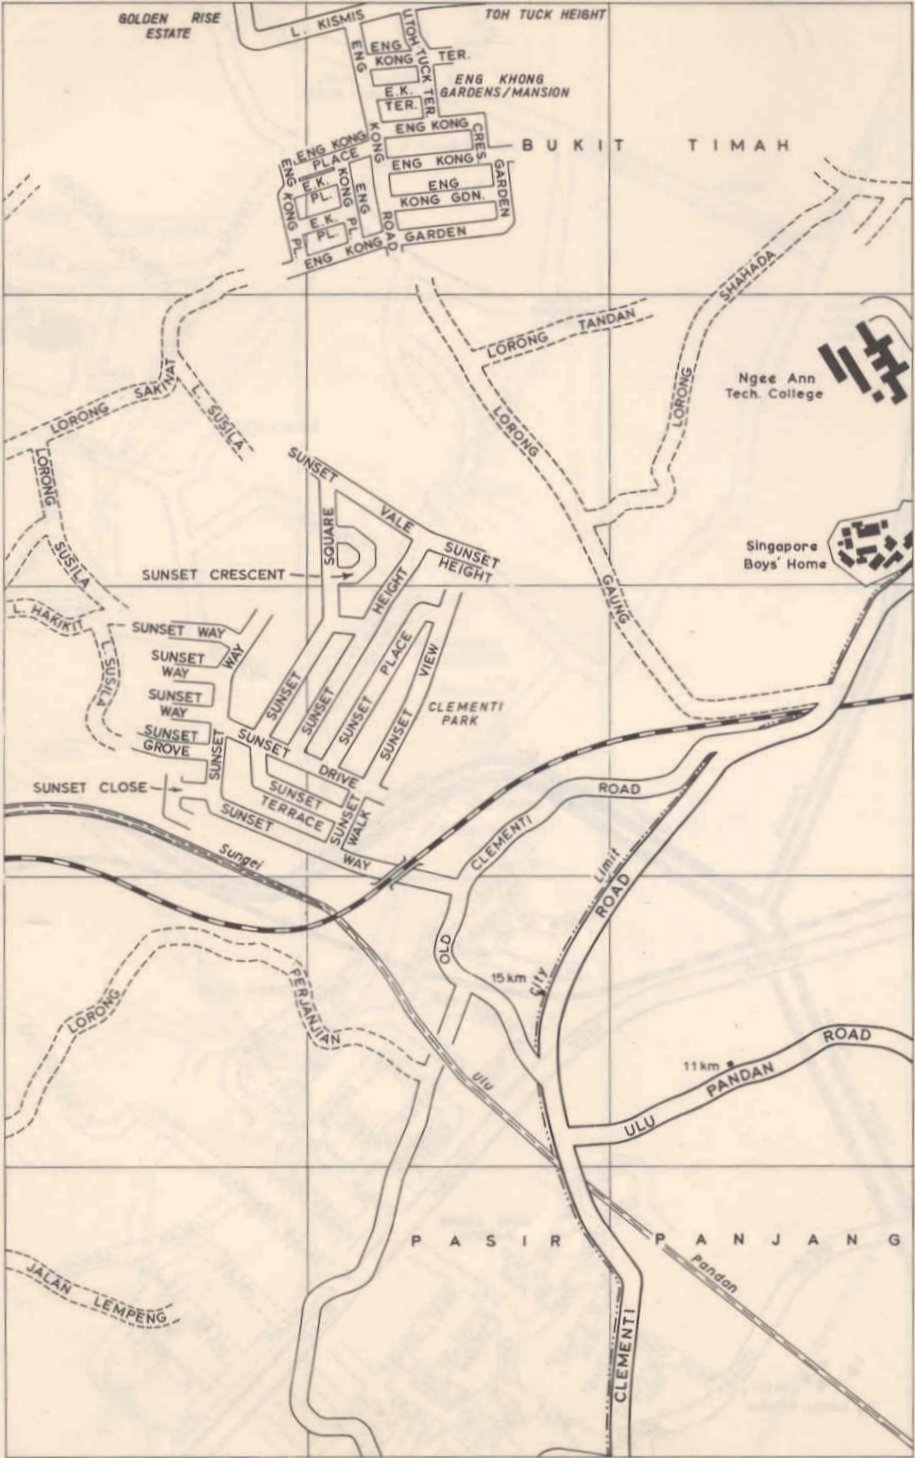 GOLDEN RISE
ESTATE
L. KISMIS
TOH TUCK HEIGHT
UTOH TUCK TER.
ENG
KONG
TER.
ENG KHONG
GARDENS/MANSION
E.K.
TER.
ENG
KONG
ROAD
ENG KONG
CRES
BUKIT TIMAH
ENG KONG
PLACE
ENG KONG
GARDEN
ENG KONG PL.
E.K.
PL.
KONG PL.
ENG
ENG
KONG GDN.
E.K.
PL.
ENG KONG GARDEN
LORONG SHAHADA
LORONG TANDAN
Ngee Ann
Tech. College
LORONG SAKINAT
L. SUSILA
LORONG GAUNG
LORONG SUSILA
SUNSET VALE
SQUARE
SUNSET
HEIGHT
SUNSET CRESCENT
Singapore
Boys' Home
L. HAKIKIT
L. SUSILA
SUNSET WAY
WAY
SUNSET
WAY
SUNSET
WAY
SUNSET
GROVE
SUNSET
SUNSET
SUNSET HEIGHT
SUNSET PLACE
SUNSET VIEW
CLEMENTI
PARK
SUNSET DRIVE
SUNSET CLOSE
SUNSET
TERRACE
SUNSET
WALK
SUNSET WAY
Sungei
OLD CLEMENTI ROAD
City Limit
ROAD
15 km
LORONG PERJANJIAN
Ulu
11 km
ULU PANDAN ROAD
PASIR PANJANG
Pandan
JALAN LEMPENG
CLEMENTI